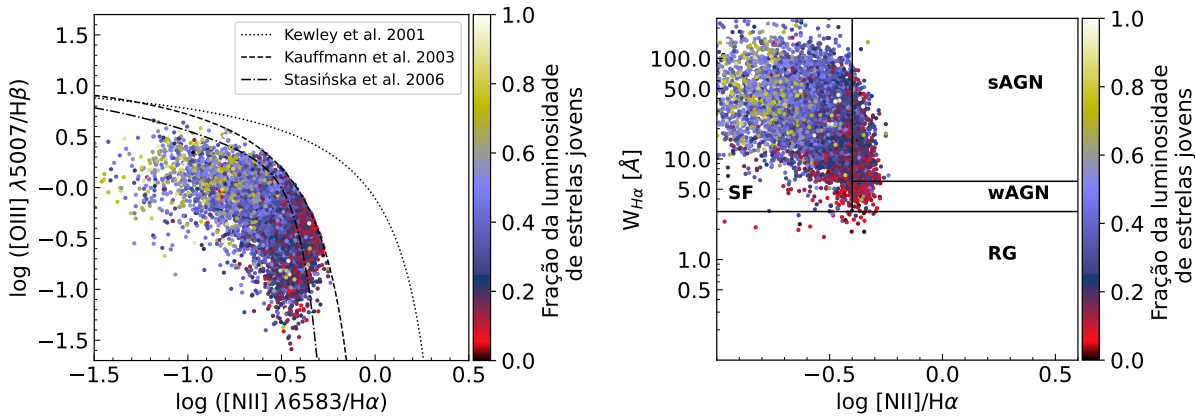 Kewley et al. 2001
Kauffmann et al. 2003
Stasińska et al. 2006
1.5
1.0
0.5
−0.0
−0.5
−1.0
−1.5
log ([OIII] λ5007/Hβ)
−1.5 −1.0 −0.5 0.0 0.5
log ([NII] λ6583/Hα)
1.0
0.8
0.6
0.4
0.2
0.0
Fração da luminosidade
de estrelas jovens
100.0
50.0
10.0
5.0
1.0
0.5
W_{Hα} [Å]
sAGN
SF
wAGN
RG
−0.5 0.0 0.5
log [NII]/Hα
1.0
0.8
0.6
0.4
0.2
0.0
Fração da luminosidade
de estrelas jovens